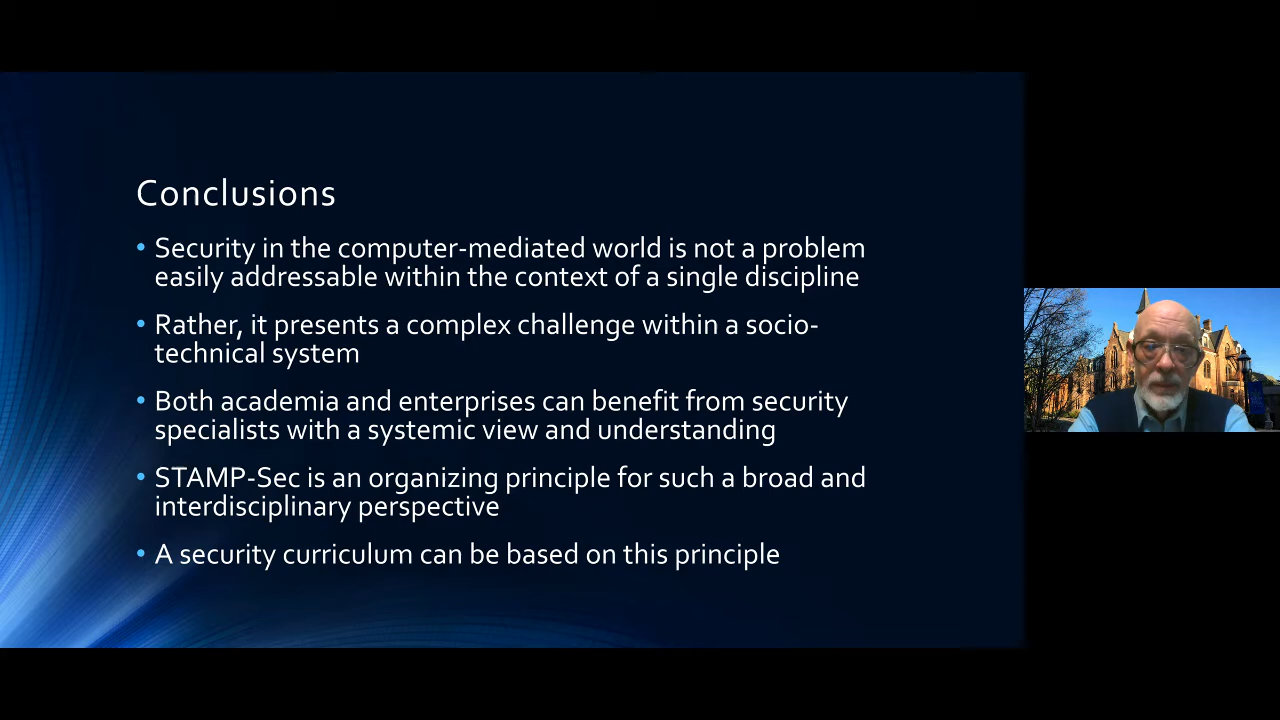 Conclusions
• Security in the computer-mediated world is not a problem
easily addressable within the context of a single discipline
• Rather, it presents a complex challenge within a socio-
technical system
• Both academia and enterprises can benefit from security
specialists with a systemic view and understanding
• STAMP-Sec is an organizing principle for such a broad and
interdisciplinary perspective
• A security curriculum can be based on this principle